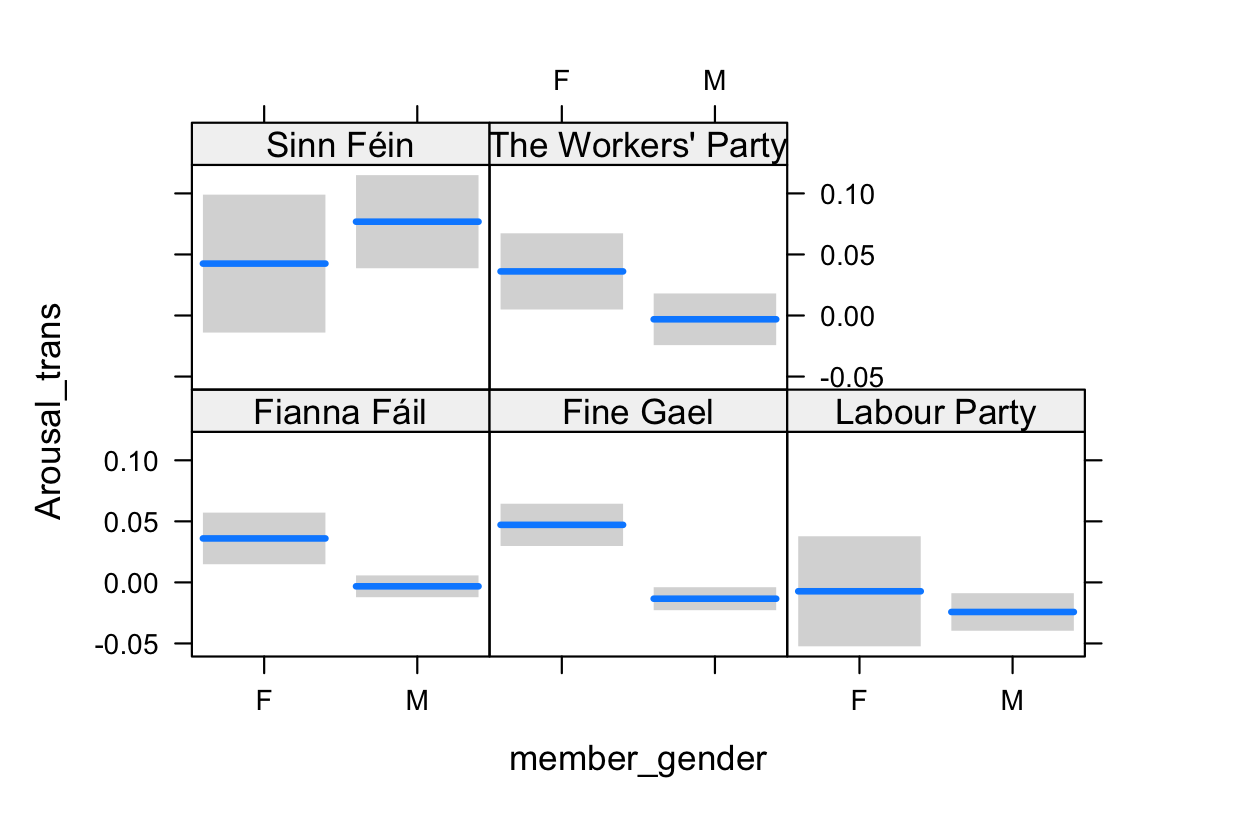 F M
Sinn Féin The Workers' Party
0.10
0.05
0.00
-0.05
Arousal_trans
Fianna Fáil Fine Gael Labour Party
0.10
0.05
0.00
-0.05
F M F M
member_gender